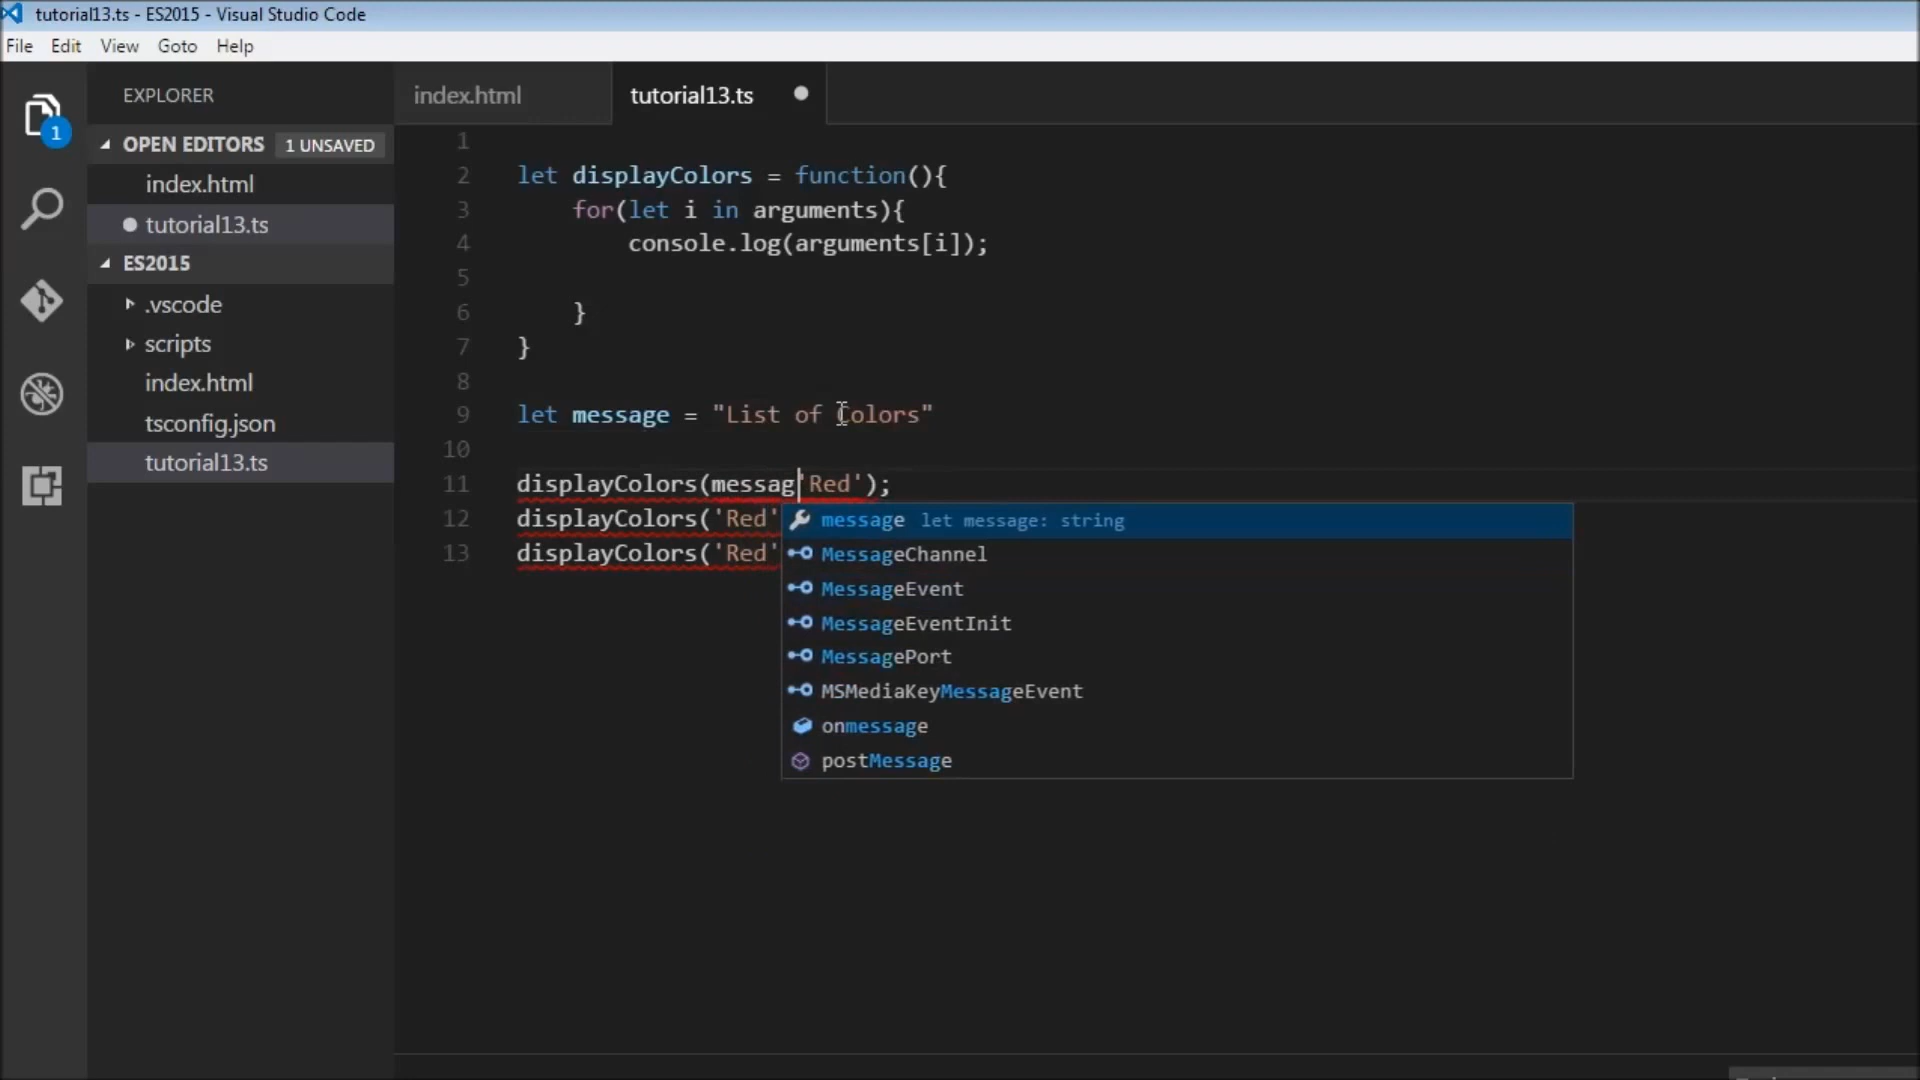 tutorial13.ts - ES2015 - Visual Studio Code
File Edit View Goto Help
EXPLORER
1
OPEN EDITORS 1 UNSAVED
index.html
tutorial13.ts
ES2015
.vscode
scripts
index.html
tsconfig.json
tutorial13.ts
index.html tutorial13.ts
1
2 let displayColors = function(){
3 for(let i in arguments){
4 console.log(arguments[i]);
5
6 }
7 }
8
9 let message = "List of Colors"
10
11 displayColors(messag'Red');
12 displayColors('Red'
13 displayColors('Red'
message let message: string
MessageChannel
MessageEvent
MessageEventInit
MessagePort
MSMediaKeyMessageEvent
onmessage
postMessage